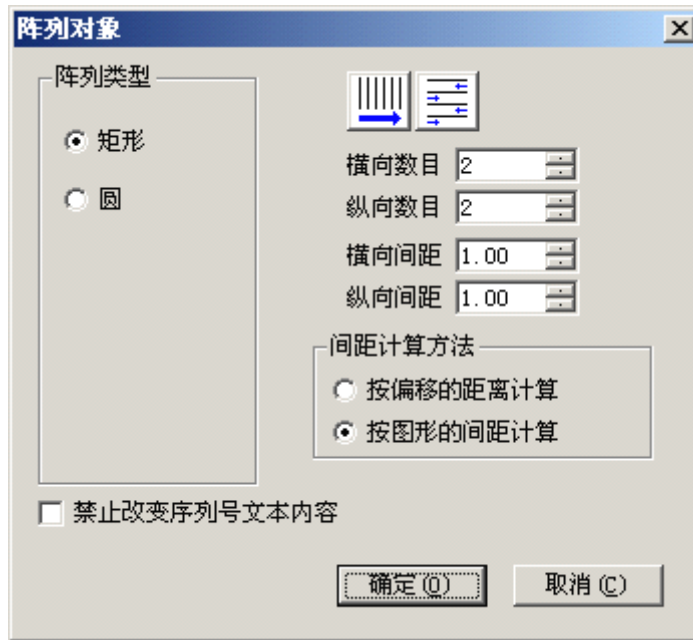 阵列对象
阵列类型
矩形
圆
横向数目 2
纵向数目 2
横向间距 1.00
纵向间距 1.00
间距计算方法
按偏移的距离计算
按图形的间距计算
禁止改变序列号文本内容
确定(O) 取消(C)